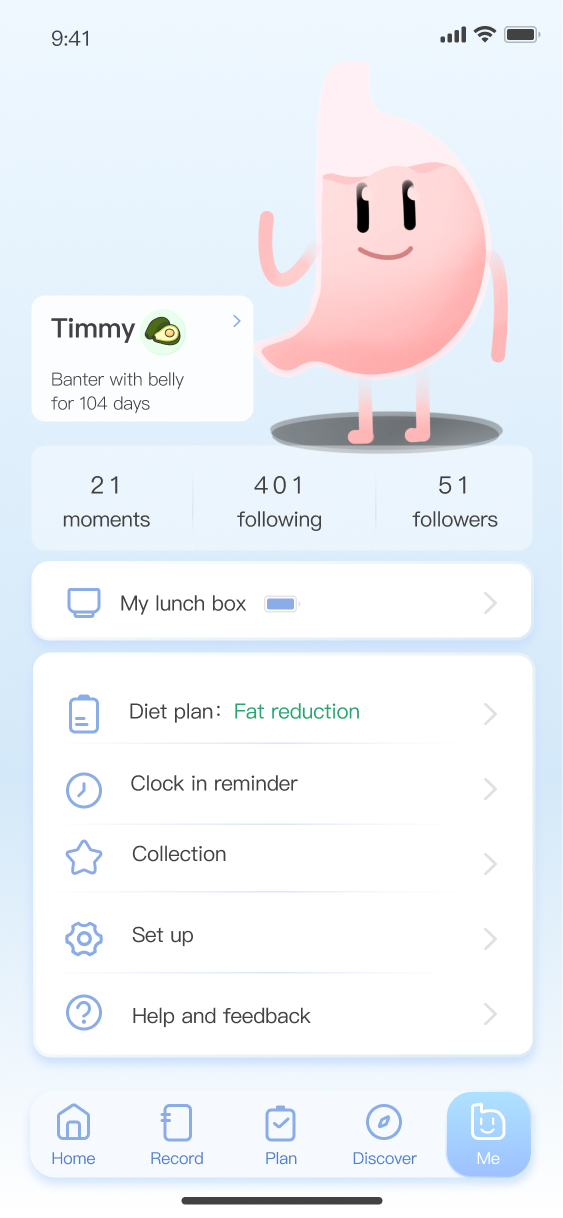 9:41
Timmy
Banter with belly
for 104 days
21
moments
401
following
51
followers
My lunch box
Diet plan： Fat reduction
Clock in reminder
Collection
Set up
Help and feedback
Home
Record
Plan
Discover
Me